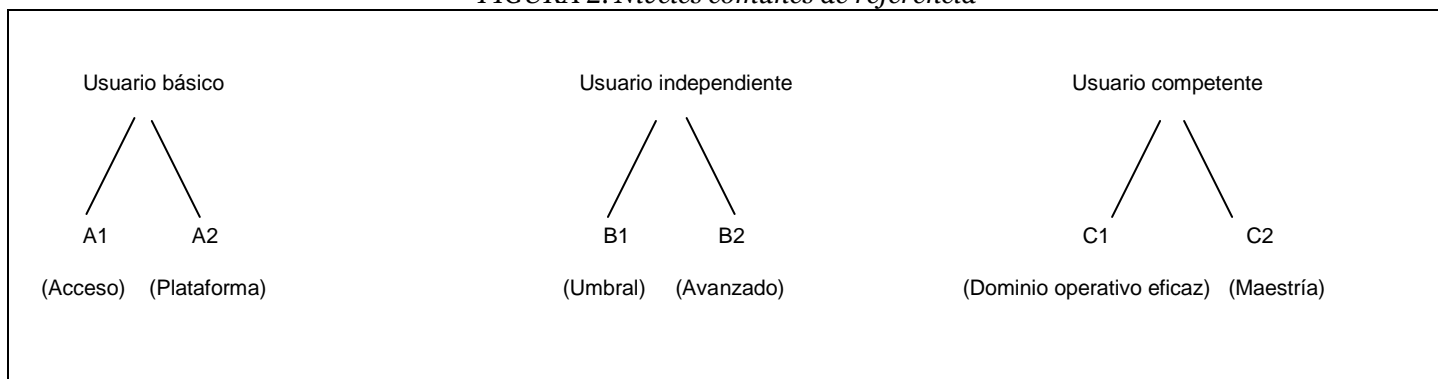 FIGURA 2. Niveles comunes de referencia
Usuario básico Usuario independiente Usuario competente
A1 A2 B1 B2 C1 C2
(Acceso) (Plataforma) (Umbral) (Avanzado) (Dominio operativo eficaz) (Maestría)